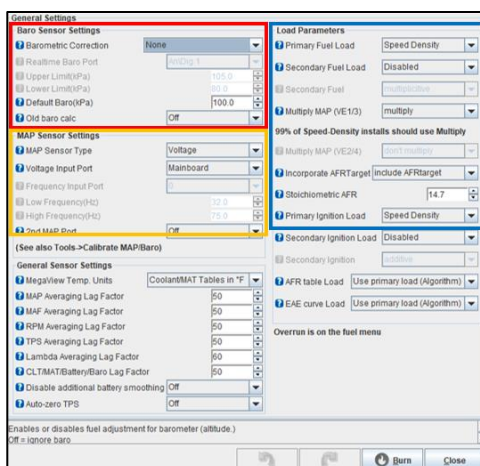 General Settings
Baro Sensor Settings
Barometric Correction None
Realtime Baro Port AnDig 1
Upper Limit(kPa) 105.0
Lower Limit(kPa) 80.0
Default Baro(kPa) 100.0
Old baro calc Off
MAP Sensor Settings
MAP Sensor Type Voltage
Voltage Input Port Mainboard
Frequency Input Port 0
Low Frequency(Hz) 32.0
High Frequency(Hz) 75.0
2nd MAP Port Off
(See also Tools->Calibrate MAP/Baro)
General Sensor Settings
MegaView Temp. Units Coolant/MAT Tables in °F
MAP Averaging Lag Factor 50
MAF Averaging Lag Factor 50
RPM Averaging Lag Factor 50
TPS Averaging Lag Factor 50
Lambda Averaging Lag Factor 60
CLT/MAT/Battery/Baro Lag Factor 50
Disable additional battery smoothing Off
Auto-zero TPS Off
Load Parameters
Primary Fuel Load Speed Density
Secondary Fuel Load Disabled
Secondary Fuel multiplicative
Multiply MAP (VE1/3) multiply
99% of Speed-Density installs should use Multiply
Multiply MAP (VE2/4) don't multiply
Incorporate AFRTarget include AFRtarget
Stoichiometric AFR 14.7
Primary Ignition Load Speed Density
Secondary Ignition Load Disabled
Secondary Ignition additive
AFR table Load Use primary load (Algorithm)
EAE curve Load Use primary load (Algorithm)
Overrun is on the fuel menu
Enables or disables fuel adjustment for barometer (altitude.)
Off = ignore baro
Burn Close